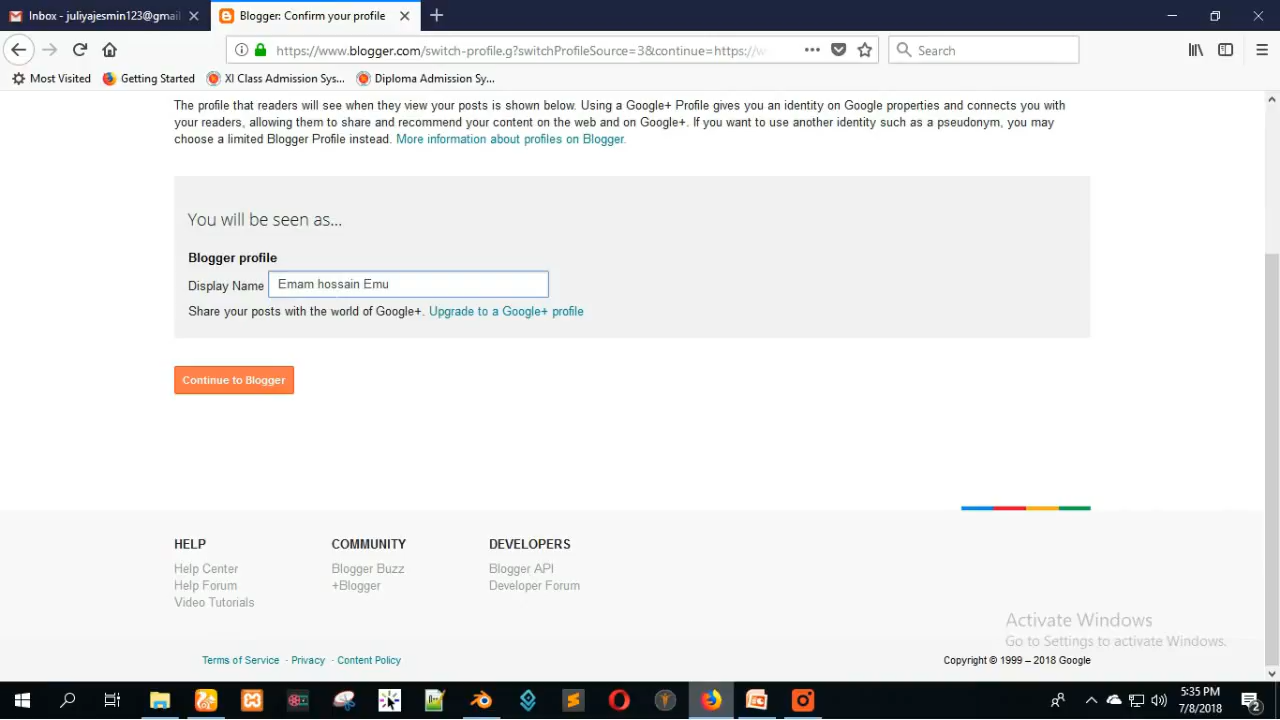 Inbox - juliyajesmin123@gmail
Blogger: Confirm your profile
https://www.blogger.com/switch-profile.g?switchProfileSource=3&continue=https://w
Search
Most Visited
Getting Started
XI Class Admission Sys...
Diploma Admission Sy...
The profile that readers will see when they view your posts is shown below. Using a Google+ Profile gives you an identity on Google properties and connects you with
your readers, allowing them to share and recommend your content on the web and on Google+. If you want to use another identity such as a pseudonym, you may
choose a limited Blogger Profile instead. More information about profiles on Blogger.
You will be seen as...
Blogger profile
Display Name Emam hossain Emu
Share your posts with the world of Google+. Upgrade to a Google+ profile
Continue to Blogger
HELP
Help Center
Help Forum
Video Tutorials
COMMUNITY
Blogger Buzz
+Blogger
DEVELOPERS
Blogger API
Developer Forum
Activate Windows
Go to Settings to activate Windows.
Terms of Service - Privacy - Content Policy
Copyright © 1999 – 2018 Google
5:35 PM
7/8/2018
2